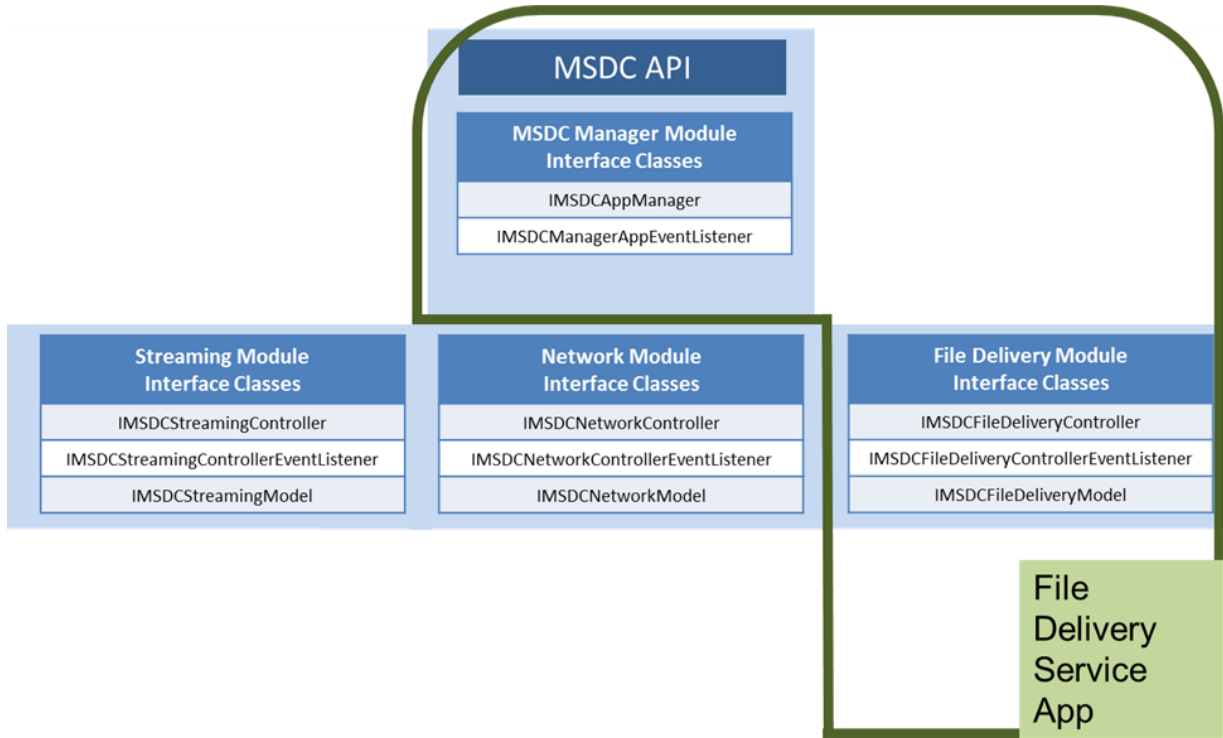 MSDC API
MSDC Manager Module
Interface Classes
IMSDCAppManager
IMSDCManagerAppEventListener
Streaming Module
Interface Classes
IMSDCStreamingController
IMSDCStreamingControllerEventListener
IMSDCStreamingModel
Network Module
Interface Classes
IMSDCNetworkController
IMSDCNetworkControllerEventListener
IMSDCNetworkModel
File Delivery Module
Interface Classes
IMSDCFileDeliveryController
IMSDCFileDeliveryControllerEventListener
IMSDCFileDeliveryModel
File
Delivery
Service
App